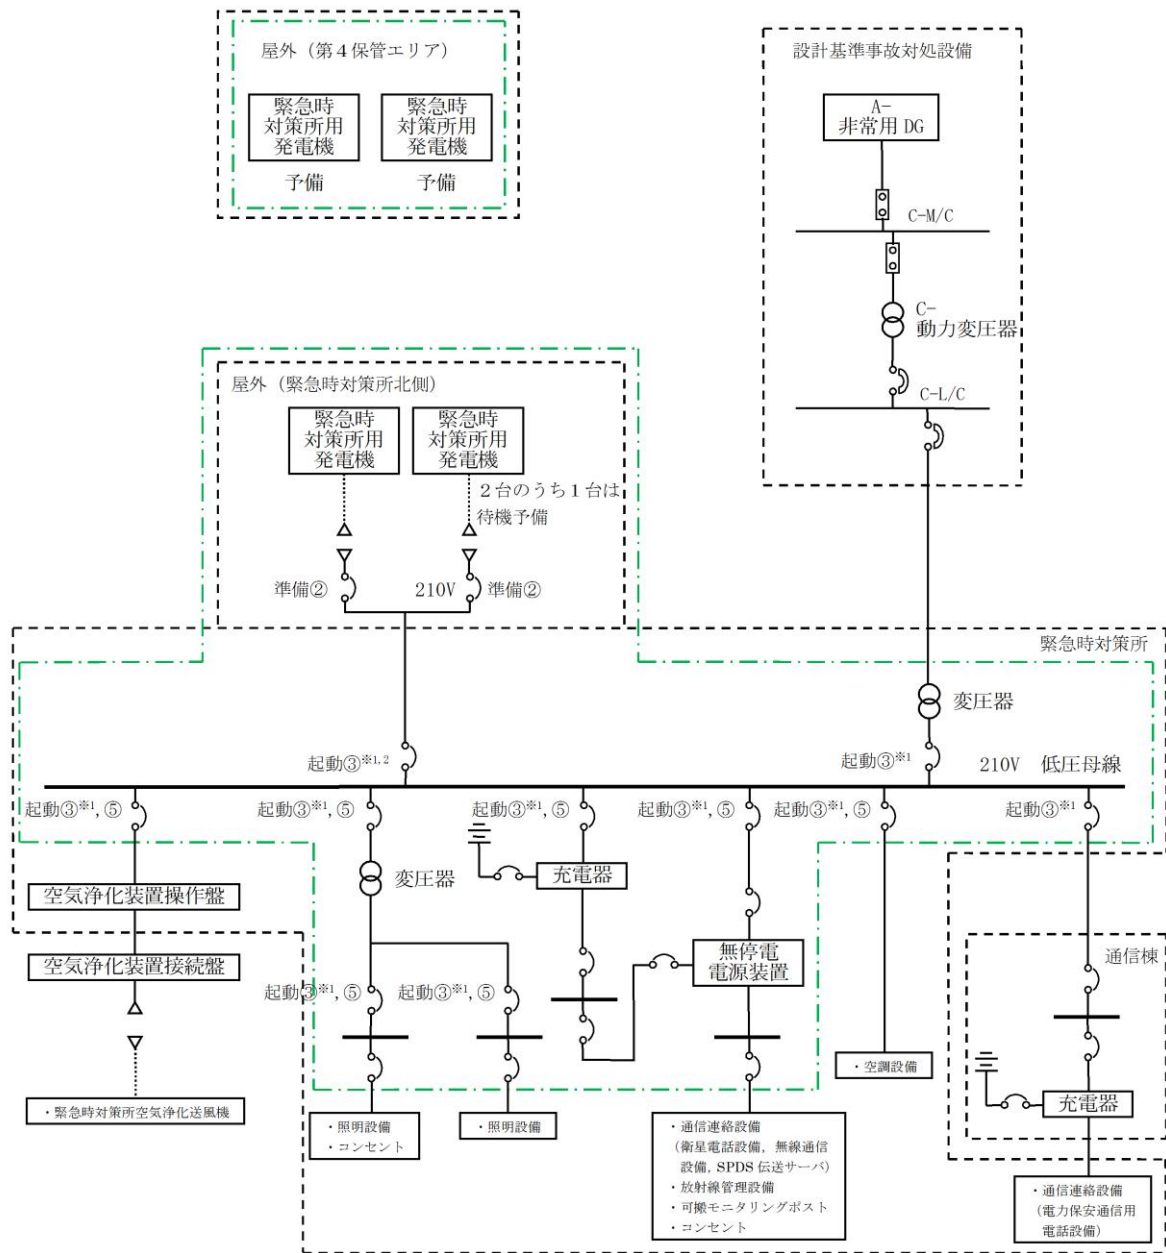 屋外（第４保管エリア）
緊急時
対策所用
発電機
予備
緊急時
対策所用
発電機
予備
設計基準事故対処設備
A-
非常用 DG
C-M/C
C-
動力変圧器
C-L/C
屋外（緊急時対策所北側）
緊急時
対策所用
発電機
緊急時
対策所用
発電機
２台のうち１台は
待機予備
準備②
210V
準備②
緊急時対策所
変圧器
起動③※1,2
起動③※1
210V 低圧母線
起動③※1, ⑤
起動③※1, ⑤
起動③※1, ⑤
起動③※1, ⑤
起動③※1, ⑤
起動③※1
変圧器
充電器
空気浄化装置操作盤
無停電
電源装置
空気浄化装置接続盤
通信棟
起動③※1, ⑤
起動③※1, ⑤
・空調設備
充電器
・緊急時対策所空気浄化送風機
・照明設備
・コンセント
・照明設備
・通信連絡設備
（衛星電話設備, 無線通信
設備, SPDS 伝送サーバ）
・放射線管理設備
・可搬モニタリングポスト
・コンセント
・通信連絡設備
（電力保安通信用
電話設備）